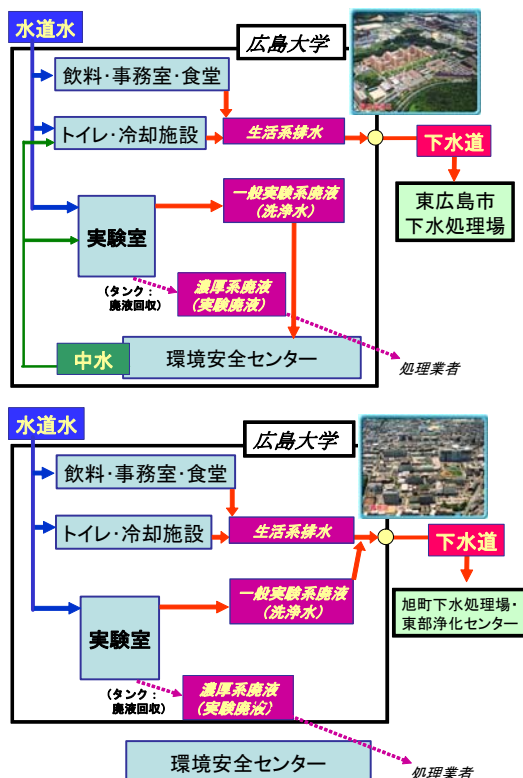 水道水
広島大学
飲料・事務室・食堂
トイレ・冷却施設
生活系排水
下水道
一般実験系廃液
(洗浄水)
東広島市
下水処理場
実験室
(タンク：
廃液回収)
濃厚系廃液
(実験廃液)
中水
環境安全センター
処理業者
水道水
広島大学
飲料・事務室・食堂
トイレ・冷却施設
生活系排水
下水道
一般実験系廃液
(洗浄水)
旭町下水処理場・
東部浄化センター
実験室
(タンク：
廃液回収)
濃厚系廃液
(実験廃液)
環境安全センター
処理業者